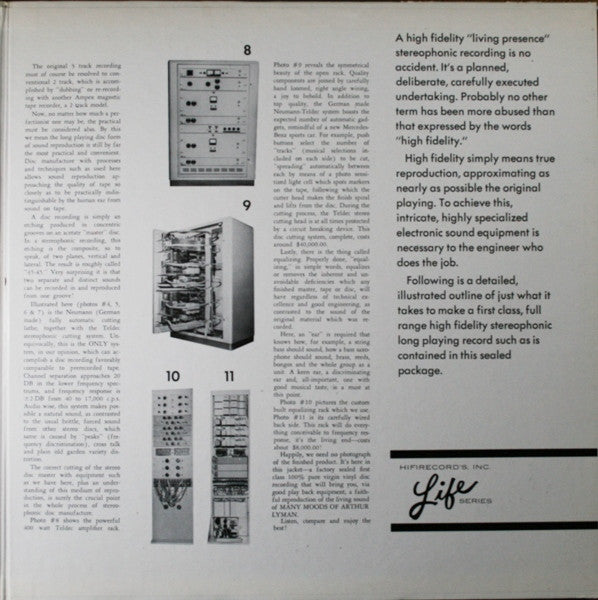 The original 3 track recording
must of course be resolved to con-
ventional 2 track, which is accom-
plished by "dubbing" or re-record-
ing with another Ampex magnetic
tape recorder, a 2 track model.
Now, no matter how much a per-
fectionist one may be, the practical
must be considered also. By this
we mean the long playing disc form
of sound reproduction is still by far
the most practical and convenient.
Disc manufacture with processes
and techniques such as used here
allows sound reproduction ap-
proaching the quality of tape so
closely as to be practically indis-
tinguishable by the human ear from
sound on tape.
A disc recording is simply an
etching produced in concentric
grooves on an acetate "master" disc.
In a stereophonic recording, this
etching is the composite, so to
speak, of two planes, vertical and
lateral. The result is roughly called
"45-45." Very surprising it is that
two separate and distinct sounds
can be recorded in and reproduced
from one groove!
Illustrated here (photos #4, 5,
6 & 7) is the Neumann (German
made) fully automatic cutting
lathe, together with the Teldec
stereophonic cutting system. Un-
equivocally, this is the ONLY sys-
tem, in our opinion, which can ac-
complish a disc recording favorably
comparable to prerecorded tape.
Channel separation approaches 20
DB in the lower frequency spec-
trums, and frequency response is
±2-DB from 40 to 17,000 c.p.s.
Audio-wise, this system makes pos-
sible a natural sound, as contrasted
to the usual brittle, forced sound
from other stereo discs, which
same is caused by "peaks" (fre-
quency discrimination), cross talk
and plain old garden variety dis-
tortion.
The correct cutting of the stereo
disc master with equipment such
as we have here, plus an under-
standing of this medium of repro-
duction, is surely the crucial point
in the whole process of stereo-
phonic disc manufacture.
Photo #8 shows the powerful
400 watt Teldec amplifier rack.
8
9
10
11
Photo #9 reveals the symmetrical
beauty of the open rack. Quality
components are joined by carefully
hand loomed, right angle wiring,
a joy to behold. In addition to
top quality, the German made
Neumann-Teldec system boasts the
expected number of automatic gad-
gets, remindful of a new Mercedes-
Benz sports car. For example, push
buttons select the number of
"tracks" (musical selections in-
cluded on each side) to be cut,
"spreading" automatically between
each by means of a photo sensi-
tized light cell which spots markers
on the tape, following which the
cutter head makes the finish spiral
and lifts from the disc. During the
cutting process, the Teldec stereo
cutting head is at all times protected
by a circuit breaking device. This
disc cutting system, complete, costs
around $40,000.00.
Lastly, there is the thing called
equalizing. Properly done, "equal-
izing," in simple words, equalizes
or removes the inherent and un-
avoidable deficiencies which any
finished master, tape or disc, will
have regardless of technical ex-
cellence and good engineering, as
contrasted to the sound of the
original material which was re-
corded.
Here, an "ear" is required that
knows how, for example, a string
bass should sound, how a bass saxo-
phone should sound, brass, reeds,
bongos and the whole group as a
unit. A keen ear, a discriminating
ear and, all-important, one with
good musical taste, is a must at
this point.
Photo #10 pictures the custom
built equalizing rack which we use.
Photo #11 is its carefully wired
back side. This rack will do every-
thing conceivable to frequency res-
ponse, it's the living end—costs
about $8,000.00!
Happily, we need no photograph
of the finished product. It's here in
this jacket—a factory sealed first
class 100% pure virgin vinyl disc
recording that will bring you, via
good play back equipment, a faith-
ful reproduction of the living sound
of MANY MOODS OF ARTHUR
LYMAN.
Listen, compare and enjoy the
best!
A high fidelity "living presence"
stereophonic recording is no
accident. It's a planned,
deliberate, carefully executed
undertaking. Probably no other
term has been more abused than
that expressed by the words
"high fidelity."
High fidelity simply means true
reproduction, approximating as
nearly as possible the original
playing. To achieve this,
intricate, highly specialized
electronic sound equipment is
necessary to the engineer who
does the job.
Following is a detailed,
illustrated outline of just what it
takes to make a first class, full
range high fidelity stereophonic
long playing record such as is
contained in this sealed
package.
HIFIRECORDS, INC.
Life
SERIES